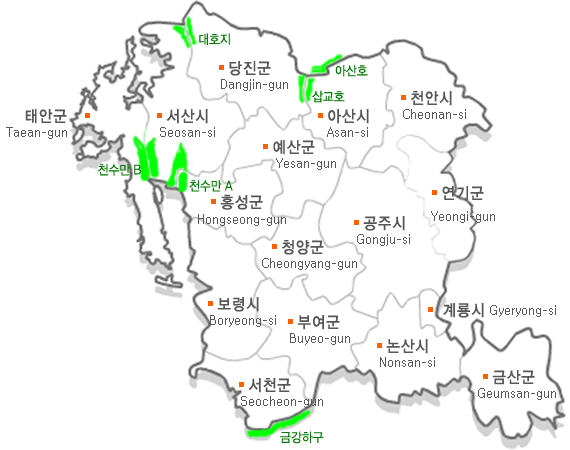 대호지
당진군
Dangjin-gun
아산호
삽교호
천안시
Cheonan-si
태안군
Taean-gun
서산시
Seosan-si
아산시
Asan-si
예산군
Yesan-gun
천수만 B
천수만 A
홍성군
Hongseong-gun
연기군
Yeongi-gun
공주시
Gongju-si
청양군
Cheongyang-gun
보령시
Boryeong-si
부여군
Buyeo-gun
계룡시 Gyeryong-si
논산시
Nonsan-si
금산군
Geumsan-gun
서천군
Seocheon-gun
금강하구